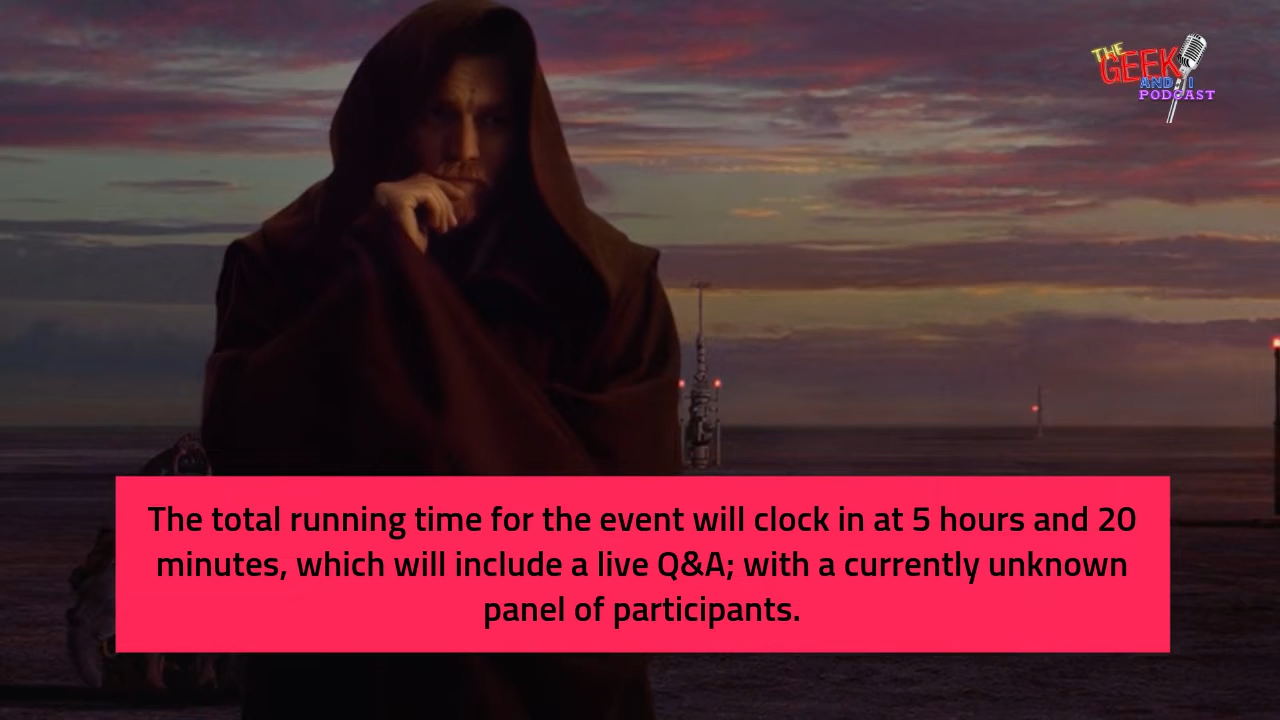 THE
GEEK
AND I
PODCAST
The total running time for the event will clock in at 5 hours and 20
minutes, which will include a live Q&A; with a currently unknown
panel of participants.